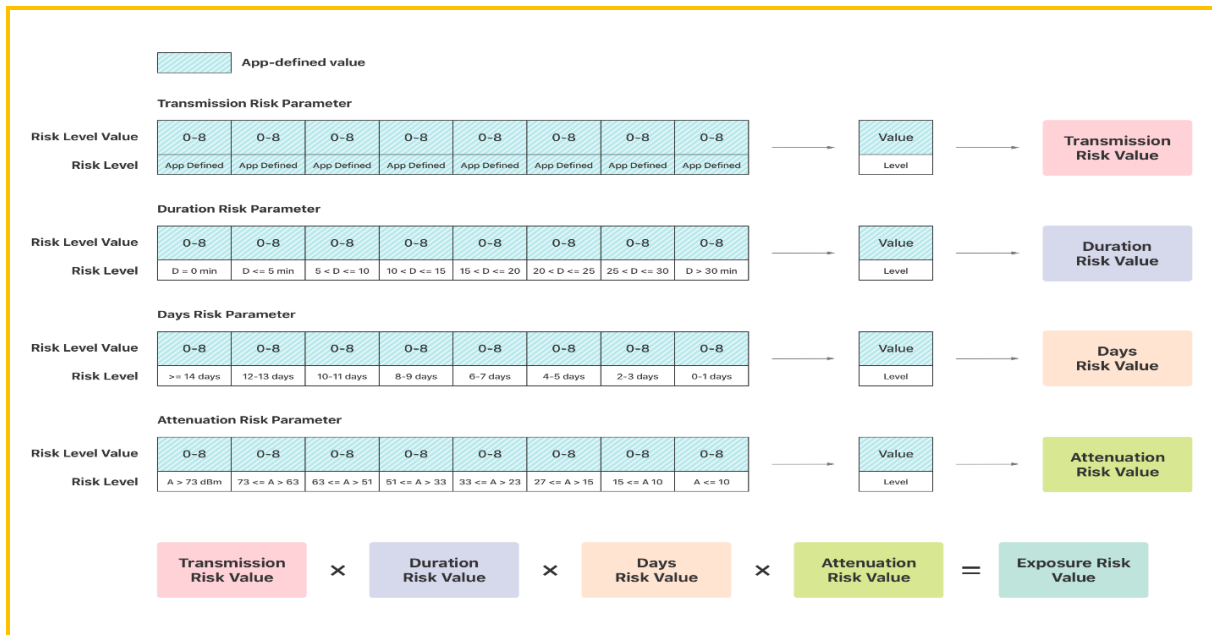 App-defined value
Transmission Risk Parameter
Risk Level Value 0-8 0-8 0-8 0-8 0-8 0-8 0-8 0-8 Value
Risk Level App Defined App Defined App Defined App Defined App Defined App Defined App Defined App Defined Level
Transmission
Risk Value
Duration Risk Parameter
Risk Level Value 0-8 0-8 0-8 0-8 0-8 0-8 0-8 0-8 Value
Risk Level D = 0 min D <= 5 min 5 < D <= 10 10 < D <= 15 15 < D <= 20 20 < D <= 25 25 < D <= 30 D > 30 min Level
Duration
Risk Value
Days Risk Parameter
Risk Level Value 0-8 0-8 0-8 0-8 0-8 0-8 0-8 0-8 Value
Risk Level >= 14 days 12-13 days 10-11 days 8-9 days 6-7 days 4-5 days 2-3 days 0-1 days Level
Days
Risk Value
Attenuation Risk Parameter
Risk Level Value 0-8 0-8 0-8 0-8 0-8 0-8 0-8 0-8 Value
Risk Level A > 73 dBm 73 <= A > 63 63 <= A > 51 51 <= A > 33 33 <= A > 23 27 <= A > 15 15 <= A 10 A <= 10 Level
Attenuation
Risk Value
Transmission
Risk Value
×
Duration
Risk Value
×
Days
Risk Value
×
Attenuation
Risk Value
=
Exposure Risk
Value